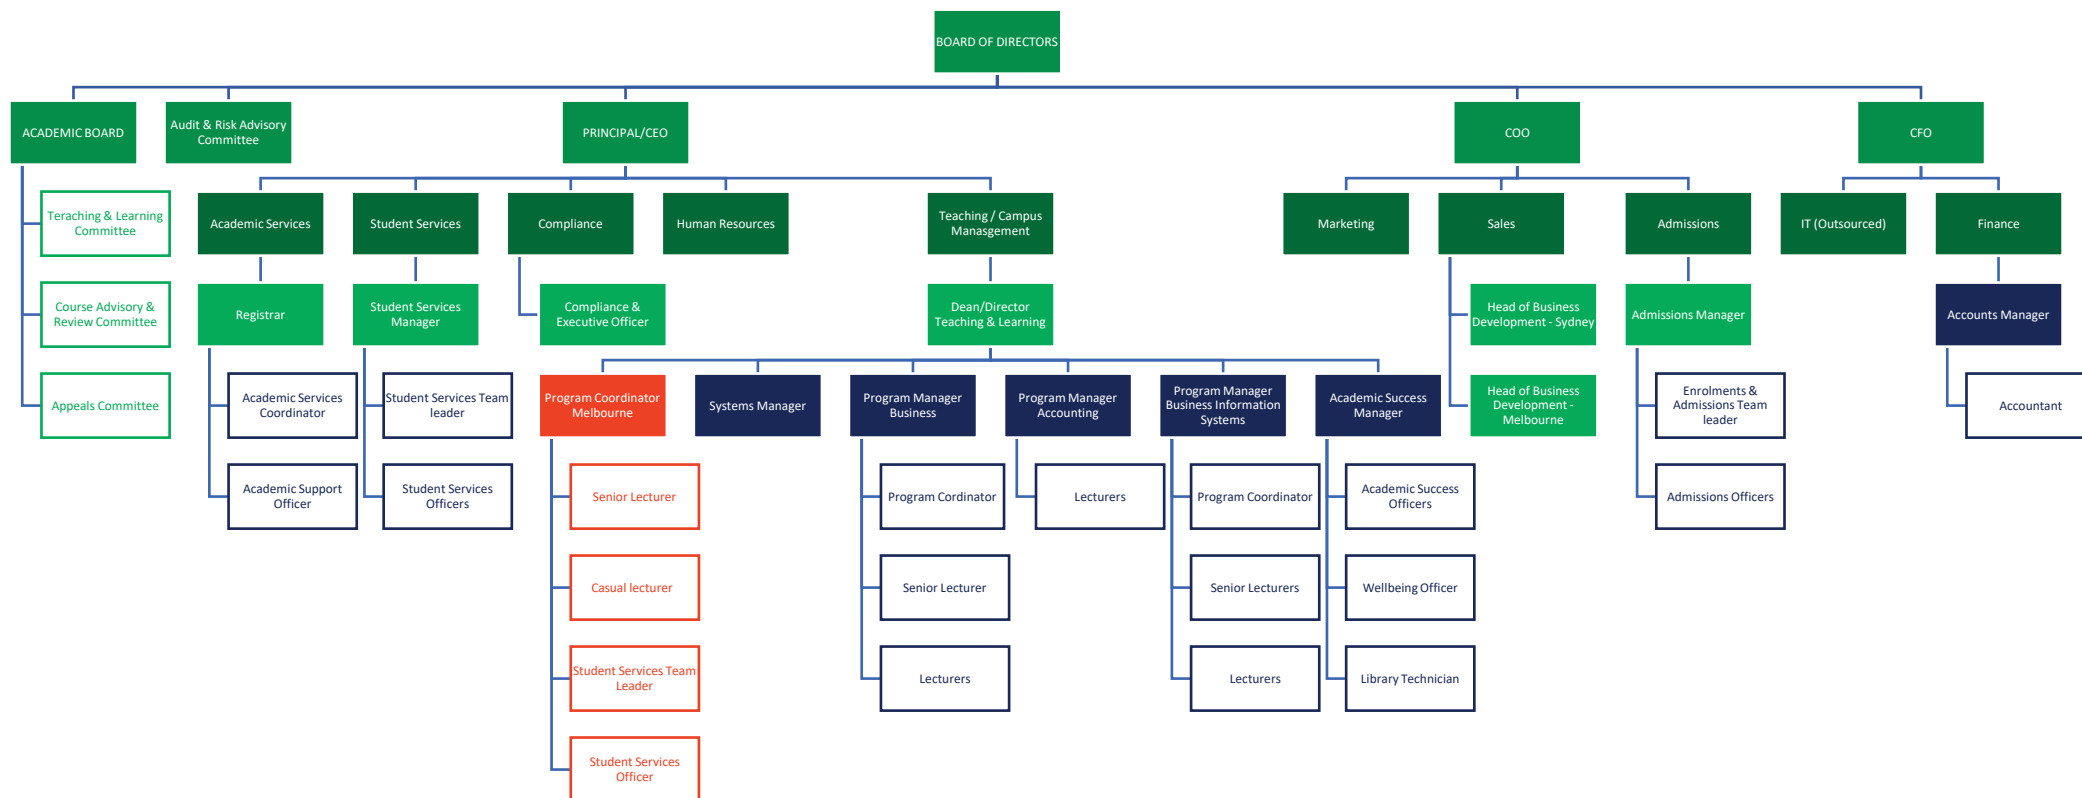 BOARD OF DIRECTORS
ACADEMIC BOARD
Audit & Risk Advisory
Committee
PRINCIPAL/CEO
COO
CFO
Teraching & Learning
Committee
Academic Services
Student Services
Compliance
Human Resources
Teaching / Campus
Manasgement
Marketing
Sales
Admissions
IT (Outsourced)
Finance
Course Advisory &
Review Committee
Registrar
Student Services
Manager
Compliance &
Executive Officer
Dean/Director
Teaching & Learning
Head of Business
Development - Sydney
Admissions Manager
Accounts Manager
Appeals Committee
Academic Services
Coordinator
Student Services Team
leader
Program Coordinator
Melbourne
Systems Manager
Program Manager
Business
Program Manager
Accounting
Program Manager
Business Information
Systems
Academic Success
Manager
Head of Business
Development -
Melbourne
Enrolments &
Admissions Team
leader
Accountant
Academic Support
Officer
Student Services
Officers
Senior Lecturer
Program Cordinator
Lecturers
Program Coordinator
Academic Success
Officers
Admissions Officers
Casual lecturer
Senior Lecturer
Senior Lecturers
Wellbeing Officer
Student Services Team
Leader
Lecturers
Lecturers
Library Technician
Student Services
Officer